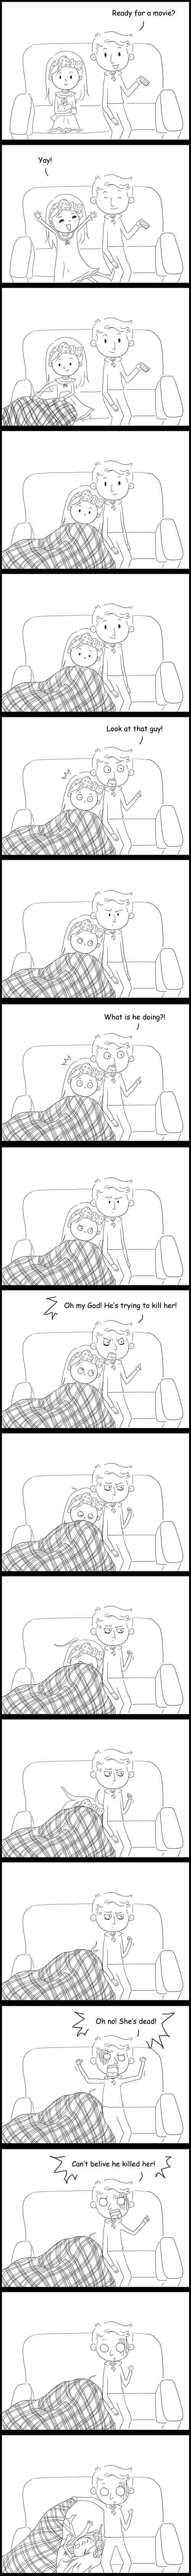 Ready for a movie?
Yay!
Look at that guy!
What is he doing?!
Oh my God! He's trying to kill her!
Oh no! She's dead!
Can't belive he killed her!